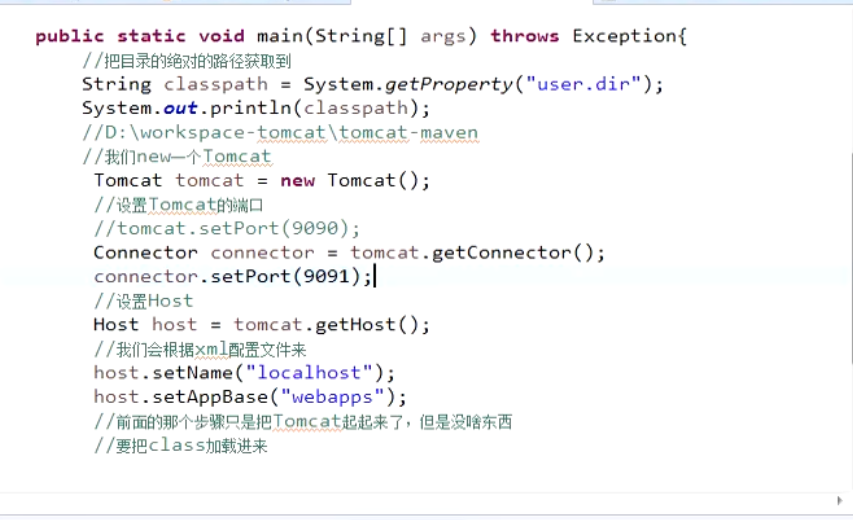 public static void main(String[] args) throws Exception{
//把目录的绝对的路径获取到
String classpath = System.getProperty("user.dir");
System.out.println(classpath);
//D:\workspace-tomcat\tomcat-maven
//我们new一个Tomcat
Tomcat tomcat = new Tomcat();
//设置Tomcat的端口
//tomcat.setPort(9090);
Connector connector = tomcat.getConnector();
connector.setPort(9091);
//设置Host
Host host = tomcat.getHost();
//我们会根据xml配置文件来
host.setName("localhost");
host.setAppBase("webapps");
//前面的那个步骤只是把Tomcat起起来了，但是没啥东西
//要把class加载进来